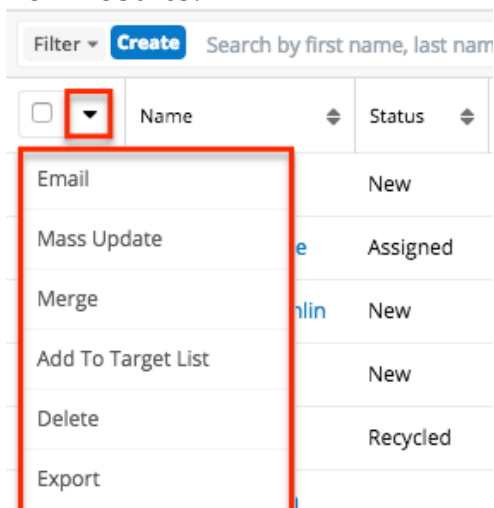 Filter Create Search by first name, last nam
Name Status
Email New
Mass Update e Assigned
Merge nlin New
Add To Target List
New
Delete
Recycled
Export